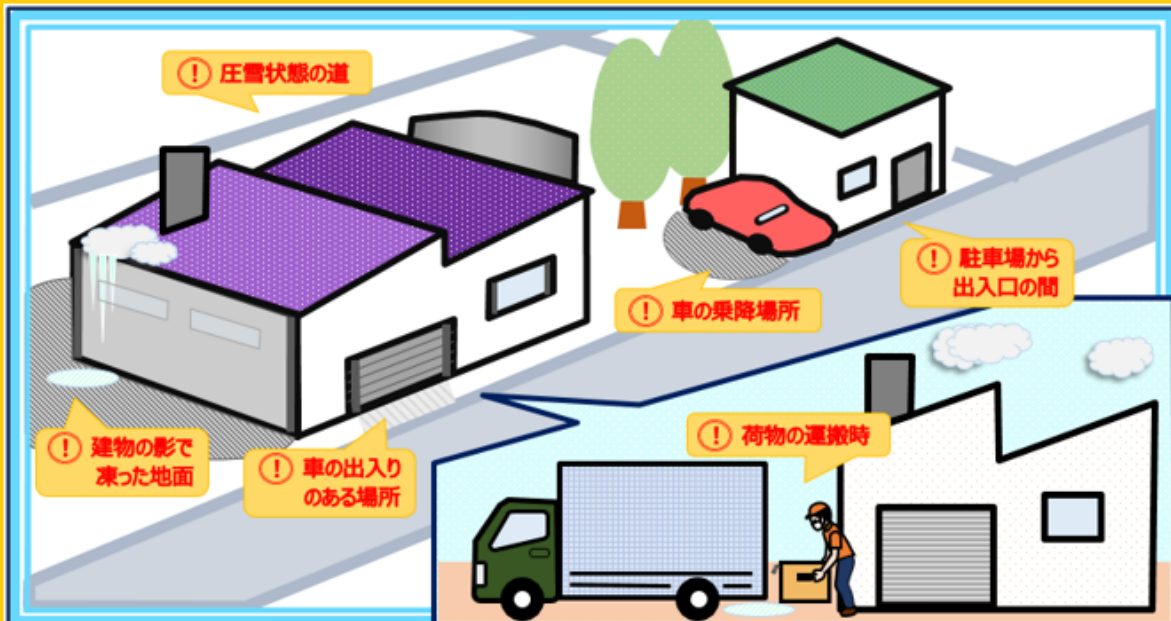 ! 圧雪状態の道
! 駐車場から
出入口の間
! 車の乗降場所
! 荷物の運搬時
! 建物の影で
凍った地面
! 車の出入り
のある場所